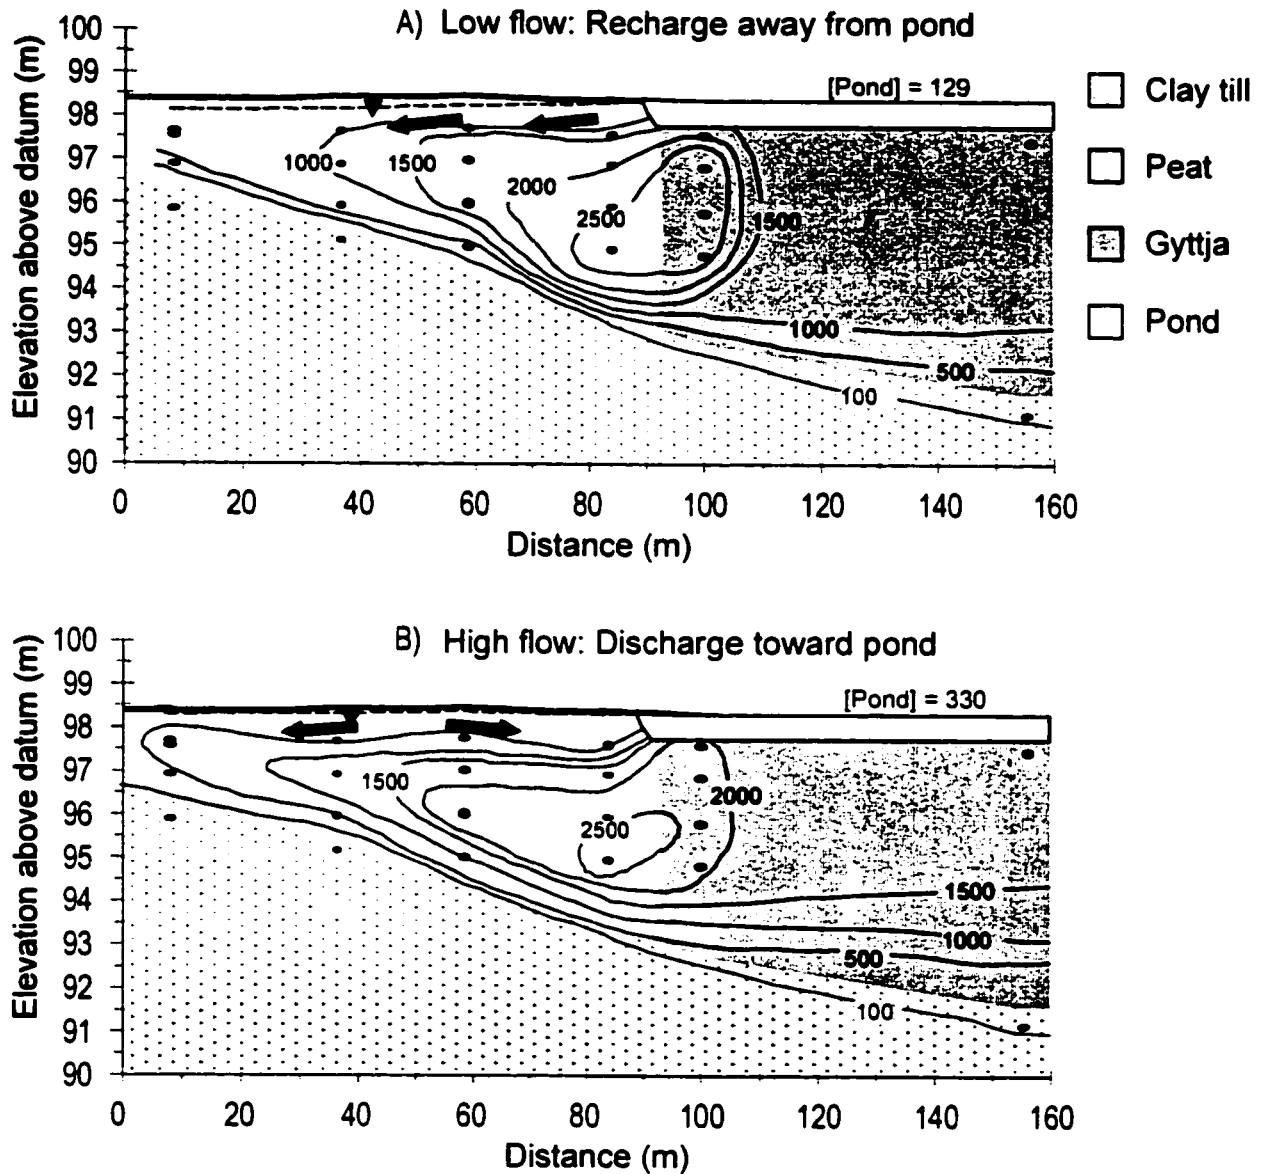 A) Low flow: Recharge away from pond
Elevation above datum (m)
100
99
98
97
96
95
94
93
92
91
90
[Pond] = 129
1000
1500
2000
2500
1500
1000
500
100
0 20 40 60 80 100 120 140 160
Distance (m)
Clay till
Peat
Gyttja
Pond
B) High flow: Discharge toward pond
Elevation above datum (m)
100
99
98
97
96
95
94
93
92
91
90
[Pond] = 330
1500
2000
2500
1500
1000
500
100
0 20 40 60 80 100 120 140 160
Distance (m)